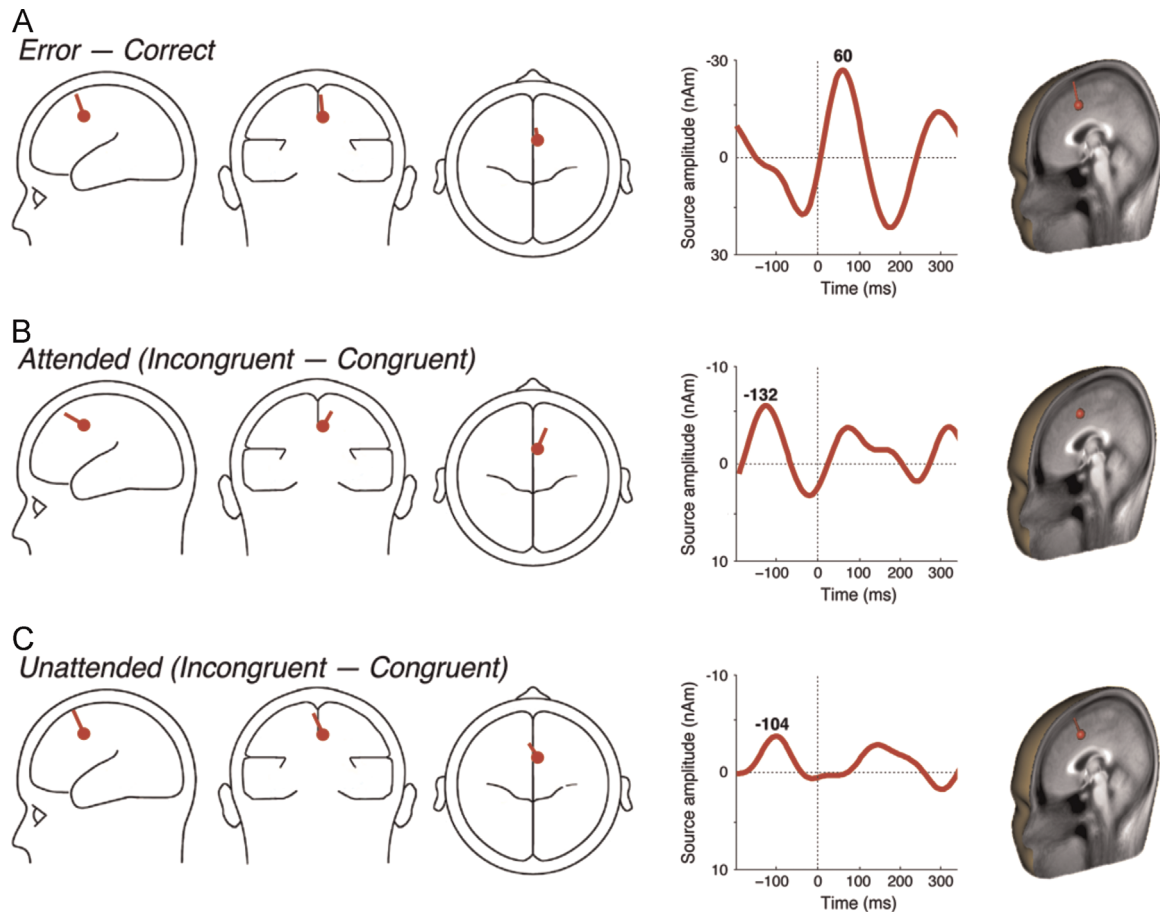 A
Error — Correct
60
-30
0
30
Source amplitude (nAm)
−100 0 100 200 300
Time (ms)
B
Attended (Incongruent — Congruent)
-132
-10
0
10
Source amplitude (nAm)
−100 0 100 200 300
Time (ms)
C
Unattended (Incongruent — Congruent)
-104
-10
0
10
Source amplitude (nAm)
−100 0 100 200 300
Time (ms)